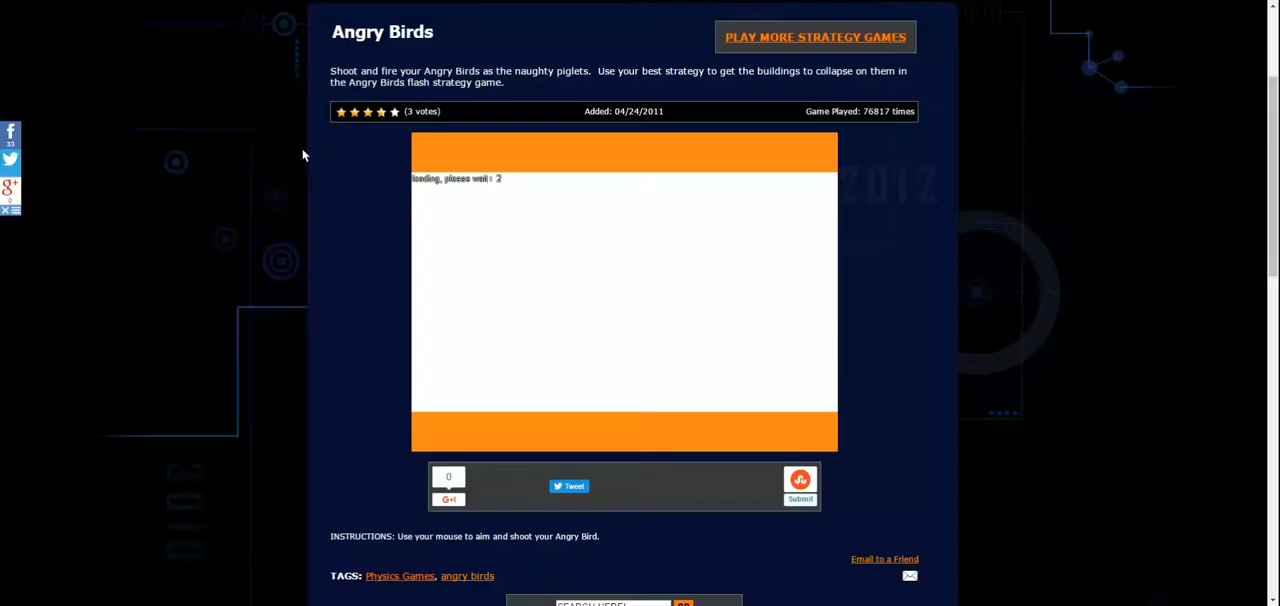 Angry Birds
PLAY MORE STRATEGY GAMES
Shoot and fire your Angry Birds as the naughty piglets. Use your best strategy to get the buildings to collapse on them in
the Angry Birds flash strategy game.
(3 votes) Added: 04/24/2011 Game Played: 76817 times
f
33
g+
0
loading, please wait: 2
2012
0
G+1
Tweet
Submit
INSTRUCTIONS: Use your mouse to aim and shoot your Angry Bird.
Email to a Friend
TAGS: Physics Games, angry birds